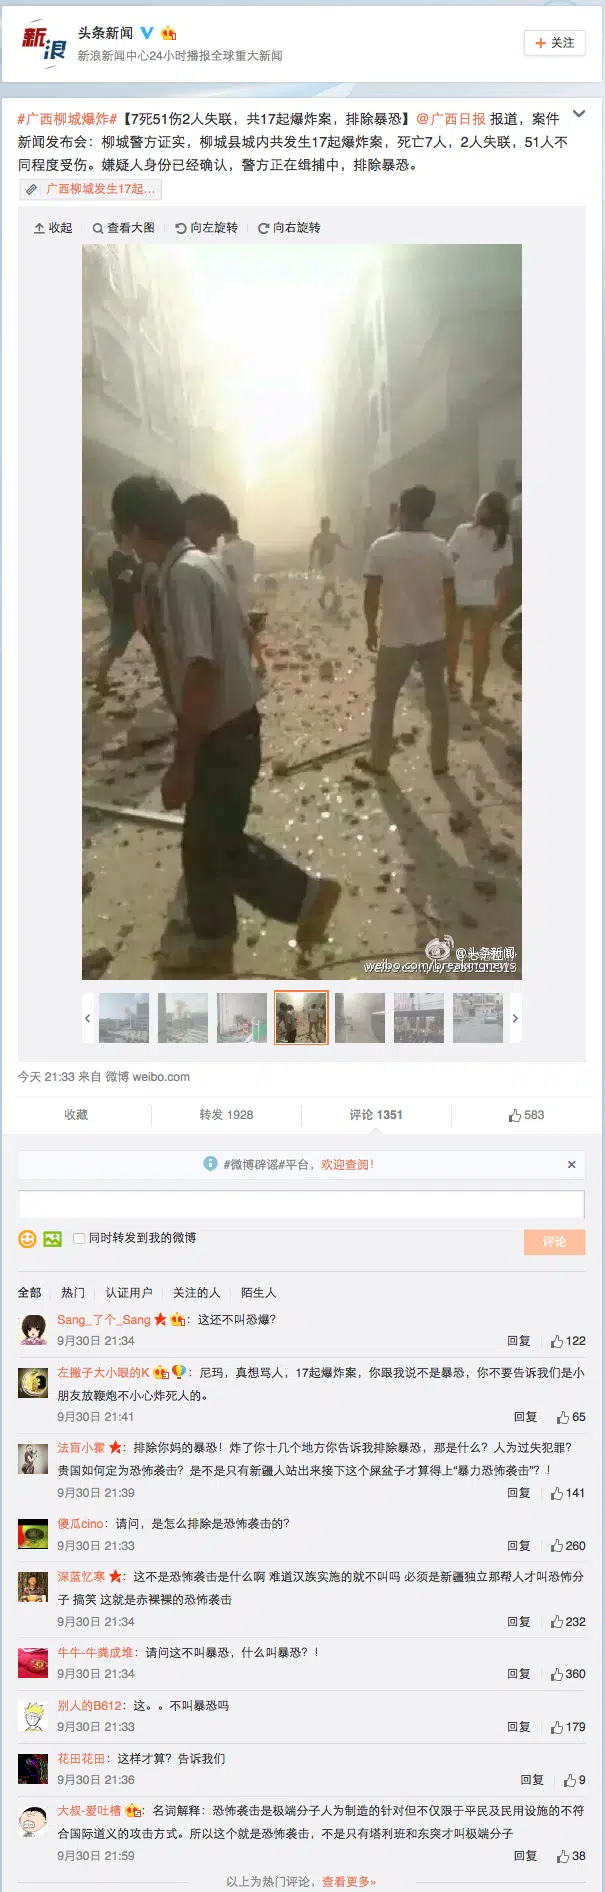 新浪
头条新闻
新浪新闻中心24小时播报全球重大新闻
+ 关注
#广西柳城爆炸#【7死51伤2人失联，共17起爆炸案，排除暴恐】@广西日报 报道，案件
新闻发布会：柳城警方证实，柳城县城内共发生17起爆炸案，死亡7人，2人失联，51人不
同程度受伤。嫌疑人身份已经确认，警方正在缉捕中，排除暴恐。
广西柳城发生17起...
收起 查看大图 向左旋转 向右旋转
@头条新闻
weibo.com/breakingnews
今天 21:33 来自 微博 weibo.com
收藏 转发 1928 评论 1351 583
#微博辟谣#平台，欢迎查阅！ ×
同时转发到我的微博 评论
全部 热门 认证用户 关注的人 陌生人
Sang_了个_Sang：这还不叫恐爆?
9月30日 21:34 回复 122
左撇子大小眼的K：尼玛，真想骂人，17起爆炸案，你跟我说不是暴恐，你不要告诉我们是小
朋友放鞭炮不小心炸死人的。
9月30日 21:41 回复 65
法盲小霍：排除你妈的暴恐！炸了你十几个地方你告诉我排除暴恐，那是什么？人为过失犯罪？
贵国如何定为恐怖袭击？是不是只有新疆人站出来接下这个屎盆子才算得上“暴力恐怖袭击”？！
9月30日 21:39 回复 141
傻瓜cino：请问，是怎么排除是恐怖袭击的?
9月30日 21:33 回复 260
深蓝忆寒：这不是恐怖袭击是什么啊 难道汉族实施的就不叫吗 必须是新疆独立那帮人才叫恐怖分
子 搞笑 这就是赤裸裸的恐怖袭击
9月30日 21:34 回复 232
牛牛-牛粪成堆：请问这不叫暴恐，什么叫暴恐？！
9月30日 21:34 回复 360
别人的B612：这。。不叫暴恐吗
9月30日 21:33 回复 179
花田花田：这样才算？告诉我们
9月30日 21:36 回复 9
大叔-爱吐槽：名词解释：恐怖袭击是极端分子人为制造的针对但不仅限于平民及民用设施的不符
合国际道义的攻击方式。所以这个就是恐怖袭击，不是只有塔利班和东突才叫极端分子
9月30日 21:59 回复 38
以上为热门评论，查看更多»